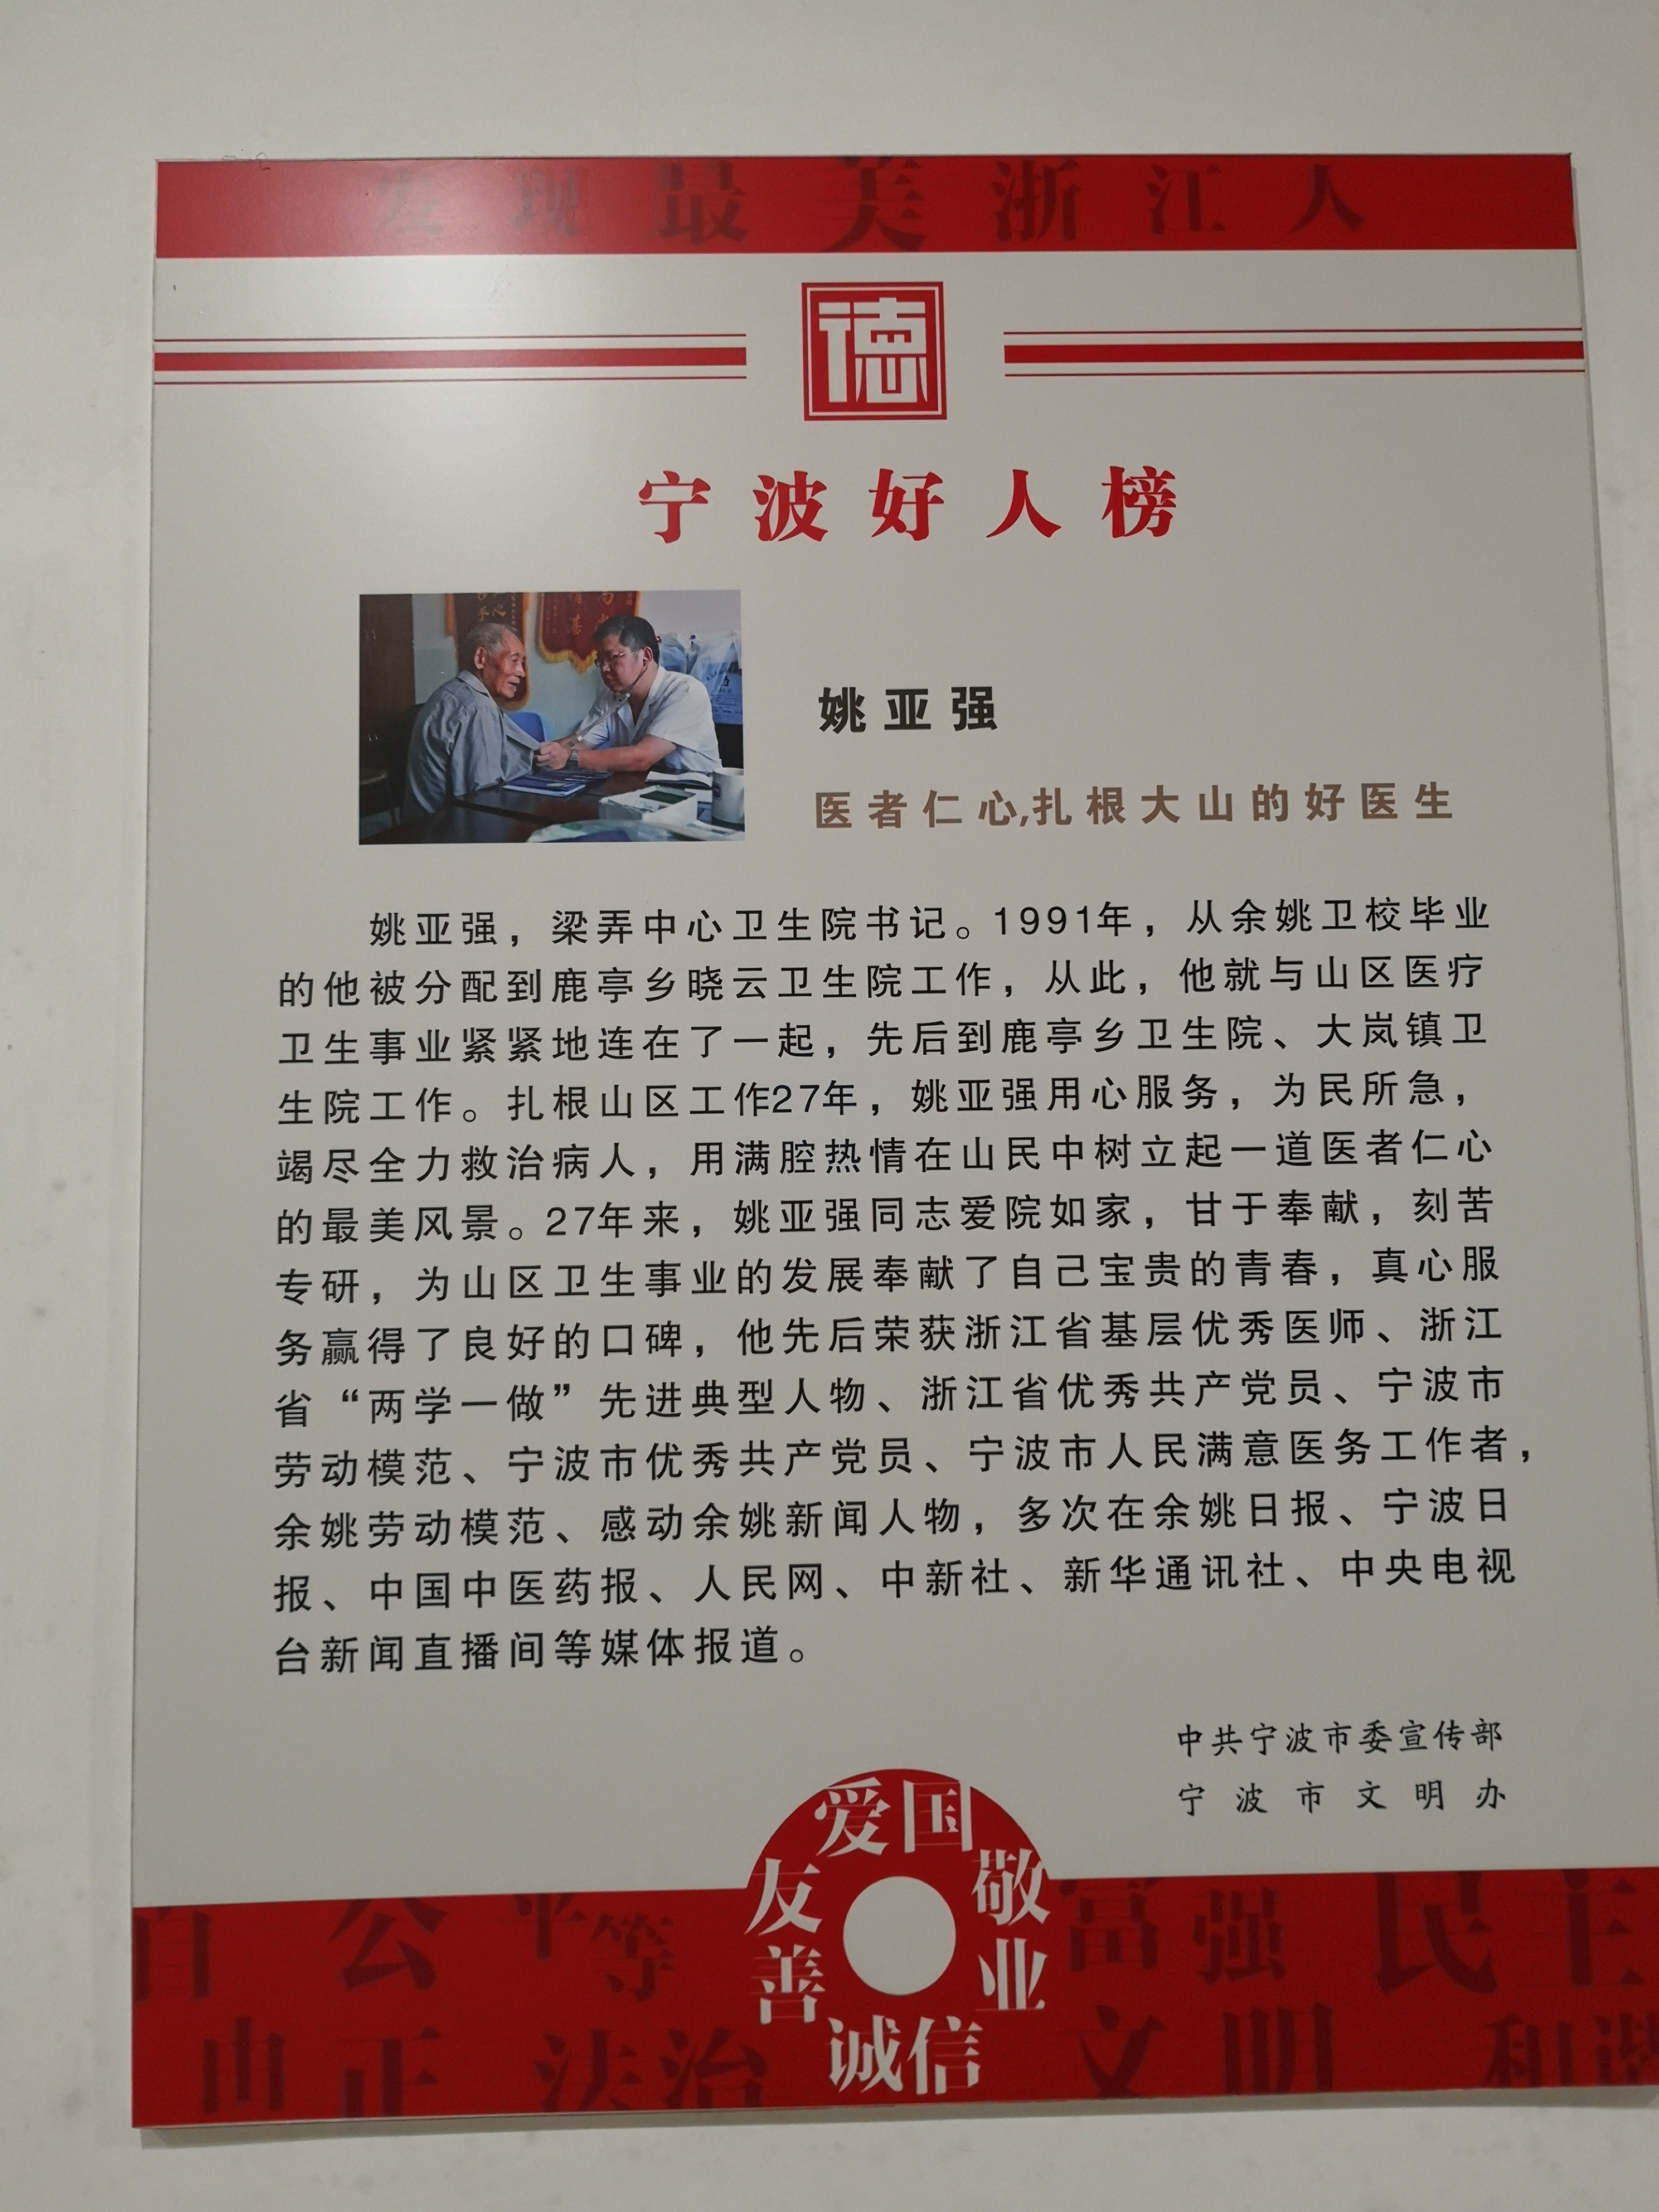 发现最美浙江人
德
宁波好人榜
姚亚强
医者仁心,扎根大山的好医生
姚亚强，梁弄中心卫生院书记。1991年，从余姚卫校毕业
的他被分配到鹿亭乡晓云卫生院工作，从此，他就与山区医疗
卫生事业紧紧地连在了一起，先后到鹿亭乡卫生院、大岚镇卫
生院工作。扎根山区工作27年，姚亚强用心服务，为民所急，
竭尽全力救治病人，用满腔热情在山民中树立起一道医者仁心
的最美风景。27年来，姚亚强同志爱院如家，甘于奉献，刻苦
专研，为山区卫生事业的发展奉献了自己宝贵的青春，真心服
务赢得了良好的口碑，他先后荣获浙江省基层优秀医师、浙江
省“两学一做”先进典型人物、浙江省优秀共产党员、宁波市
劳动模范、宁波市优秀共产党员、宁波市人民满意医务工作者，
余姚劳动模范、感动余姚新闻人物，多次在余姚日报、宁波日
报、中国中医药报、人民网、中新社、新华通讯社、中央电视
台新闻直播间等媒体报道。
中共宁波市委宣传部
宁波市文明办
爱国
敬业
诚信
友善
公平等
富强民主
正法治
文明和谐